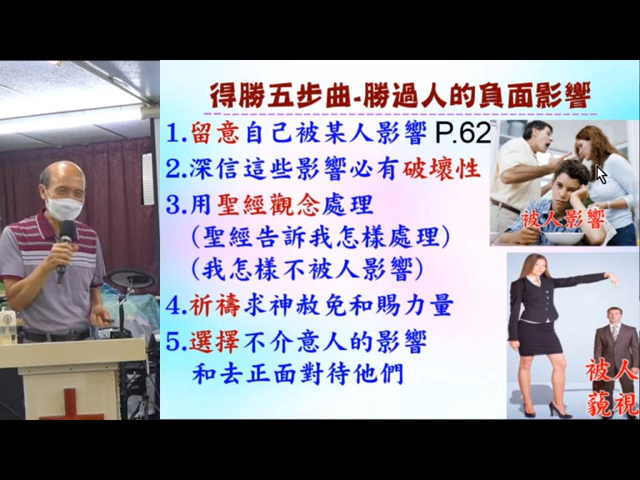 得勝五步曲-勝過人的負面影響
1.留意自己被某人影響 P.62
2.深信這些影響必有破壞性
3.用聖經觀念處理
(聖經告訴我怎樣處理)
(我怎樣不被人影響)
4.祈禱求神赦免和賜力量
5.選擇不介意人的影響
和去正面對待他們
被人影響
被人
藐視